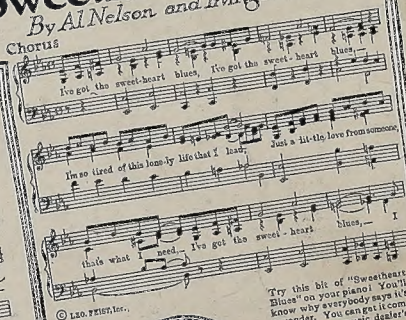 By Al Nelson and Irving
Chorus
I've got the sweet-heart blues, I've got the sweet-heart blues,
I'm so tired of this lone-ly life that I lead, Just a lit-tle love from someone,
that's what I need, I've got the sweet-heart blues, I
© LEO. FEIST, Inc.,
Try this bit of "Sweetheart
Blues" on your piano! You'll
know why everybody says it's
You can get it
dealer's